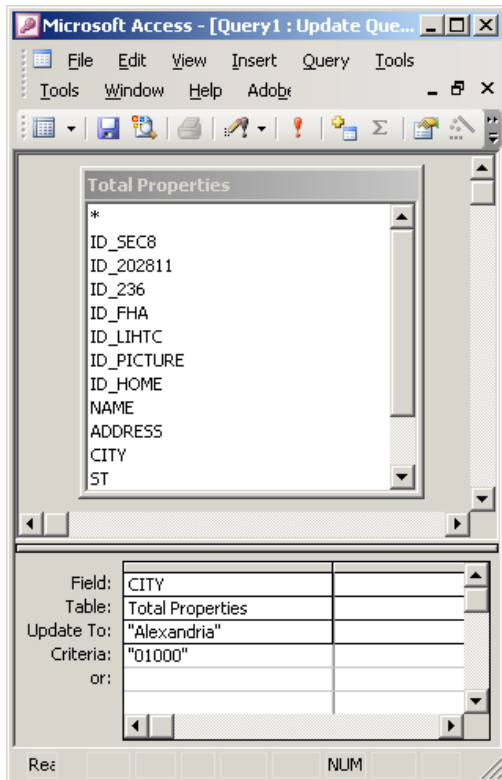 Microsoft Access - [Query1 : Update Que...
File Edit View Insert Query Tools
Tools Window Help Adobe
Total Properties
*
ID_SEC8
ID_202811
ID_236
ID_FHA
ID_LIHTC
ID_PICTURE
ID_HOME
NAME
ADDRESS
CITY
ST
Field: CITY
Table: Total Properties
Update To: "Alexandria"
Criteria: "01000"
or:
NUM